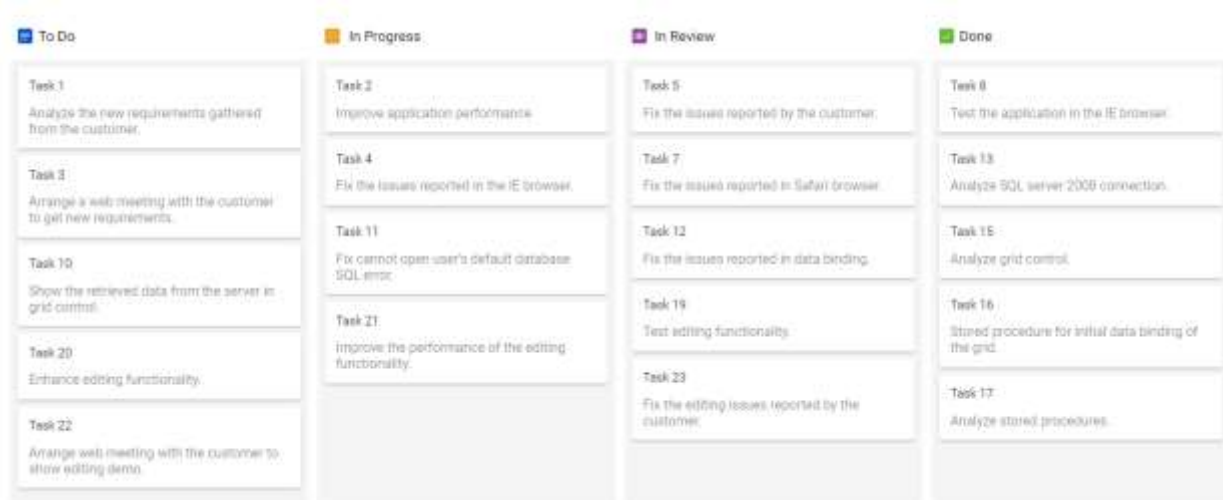 To Do
Task 1
Analyze the new requirements gathered
from the customer.
Task 3
Arrange a web meeting with the customer
to get new requirements.
Task 10
Show the retrieved data from the server in
grid control.
Task 20
Enhance editing functionality.
Task 22
Arrange web meeting with the customer to
show editing demo.
In Progress
Task 2
Improve application performance
Task 4
Fix the issues reported in the IE browser.
Task 11
Fix cannot open user's default database
SQL error.
Task 21
Improve the performance of the editing
functionality.
In Review
Task 5
Fix the issues reported by the customer.
Task 7
Fix the issues reported in Safari browser.
Task 12
Fix the issues reported in data binding.
Task 19
Test editing functionality.
Task 23
Fix the editing issues reported by the
customer.
Done
Task 8
Test the application in the IE browser.
Task 13
Analyze SQL server 2008 connection.
Task 15
Analyze grid control.
Task 16
Stored procedure for initial data binding of
the grid.
Task 17
Analyze stored procedures.